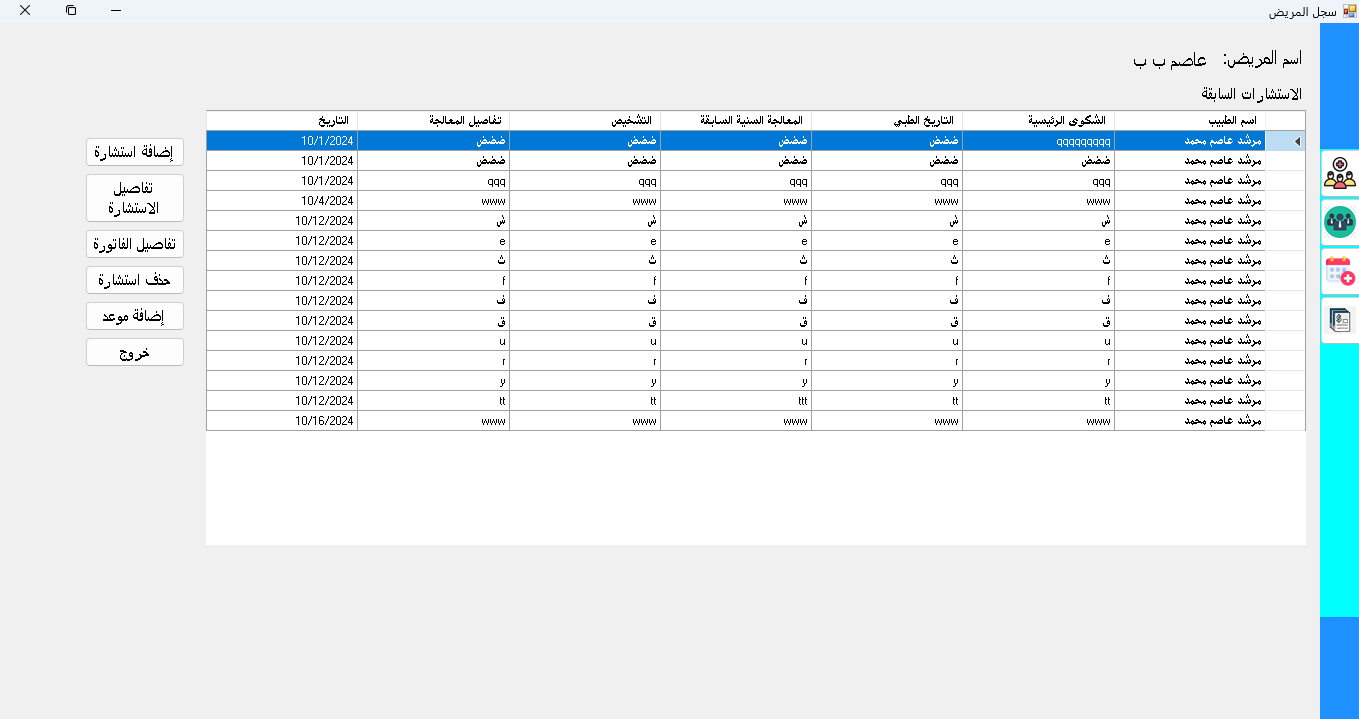 سجل المريض
اسم المريض: عاصم ب ب
الاستشارات السابقة
اسم الطبيب الشكوى الرئيسية التاريخ الطبي المعالجة السنية السابقة التشخيص تفاصيل المعالجة التاريخ
مرشد عاصم محمد qqqqqqqqq ضضض ضضض ضضض ضضض 10/1/2024
مرشد عاصم محمد ضضض ضضض ضضض ضضض ضضض 10/1/2024
مرشد عاصم محمد qqq qqq qqq qqq qqq 10/1/2024
مرشد عاصم محمد www www www www www 10/4/2024
مرشد عاصم محمد ش ش ش ش ش 10/12/2024
مرشد عاصم محمد e e e e e 10/12/2024
مرشد عاصم محمد ث ث ث ث ث 10/12/2024
مرشد عاصم محمد f f f f f 10/12/2024
مرشد عاصم محمد ف ف ف ف ف 10/12/2024
مرشد عاصم محمد ق ق ق ق ق 10/12/2024
مرشد عاصم محمد u u u u u 10/12/2024
مرشد عاصم محمد r r r r r 10/12/2024
مرشد عاصم محمد y y y y y 10/12/2024
مرشد عاصم محمد tt tt ttt tt tt 10/12/2024
مرشد عاصم محمد www www www www www 10/16/2024
إضافة استشارة
تفاصيل
الاستشارة
تفاصيل الفاتورة
حذف استشارة
إضافة موعد
خروج